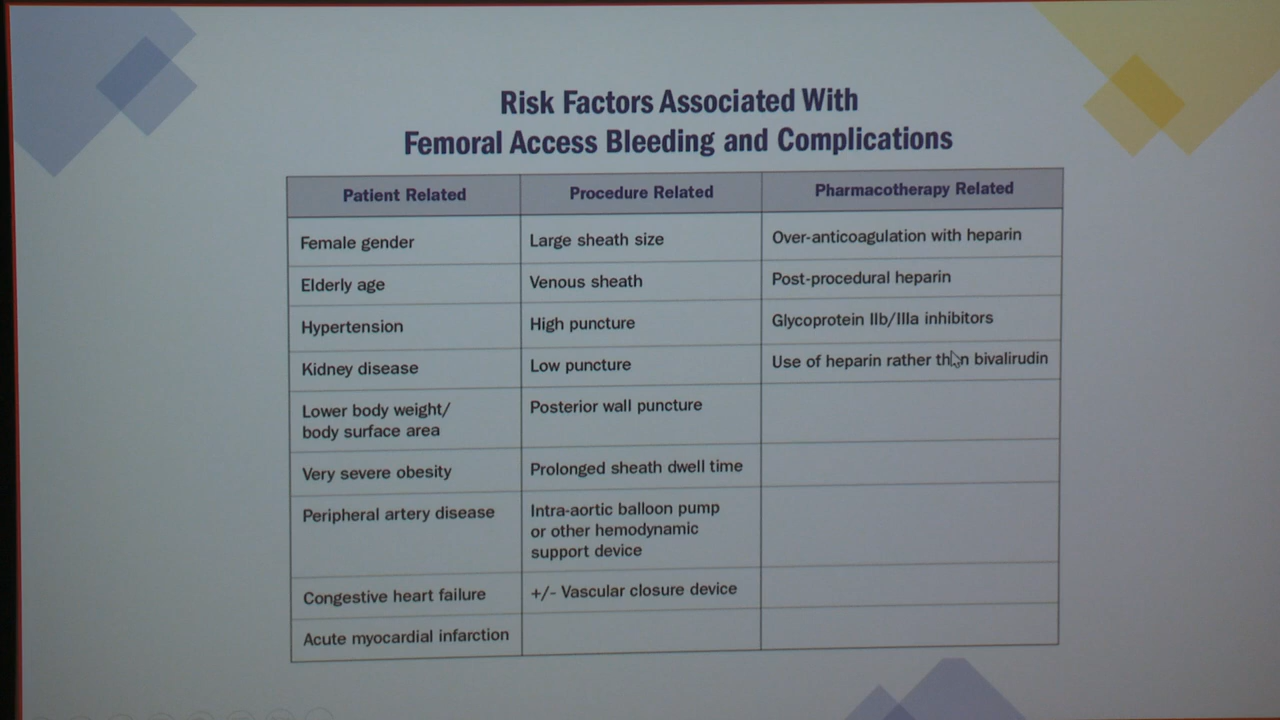 Risk Factors Associated With
Femoral Access Bleeding and Complications
Patient Related
Procedure Related
Pharmacotherapy Related
Female gender
Large sheath size
Over-anticoagulation with heparin
Elderly age
Venous sheath
Post-procedural heparin
Hypertension
High puncture
Glycoprotein IIb/IIIa inhibitors
Kidney disease
Low puncture
Use of heparin rather than bivalirudin
Lower body weight/
body surface area
Posterior wall puncture
Very severe obesity
Prolonged sheath dwell time
Peripheral artery disease
Intra-aortic balloon pump
or other hemodynamic
support device
Congestive heart failure
+/- Vascular closure device
Acute myocardial infarction